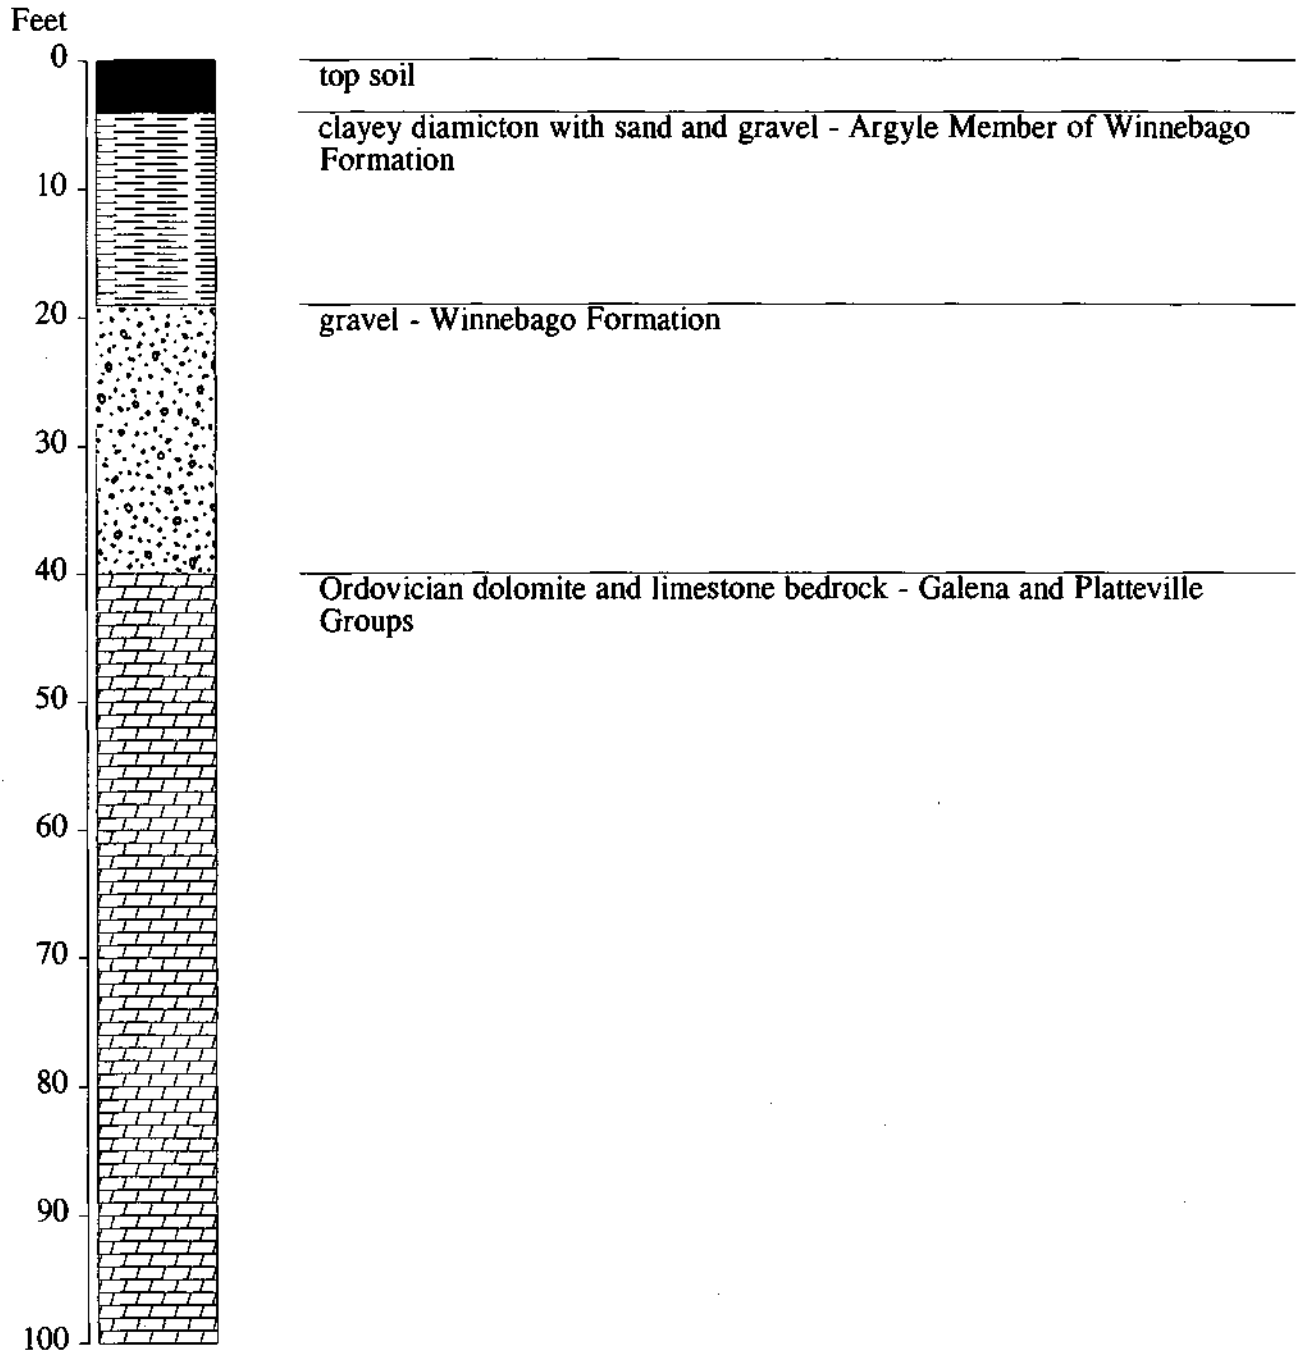 Feet
0
top soil
clayey diamicton with sand and gravel - Argyle Member of Winnebago
Formation
10
20
gravel - Winnebago Formation
30
40
Ordovician dolomite and limestone bedrock - Galena and Platteville
Groups
50
60
70
80
90
100